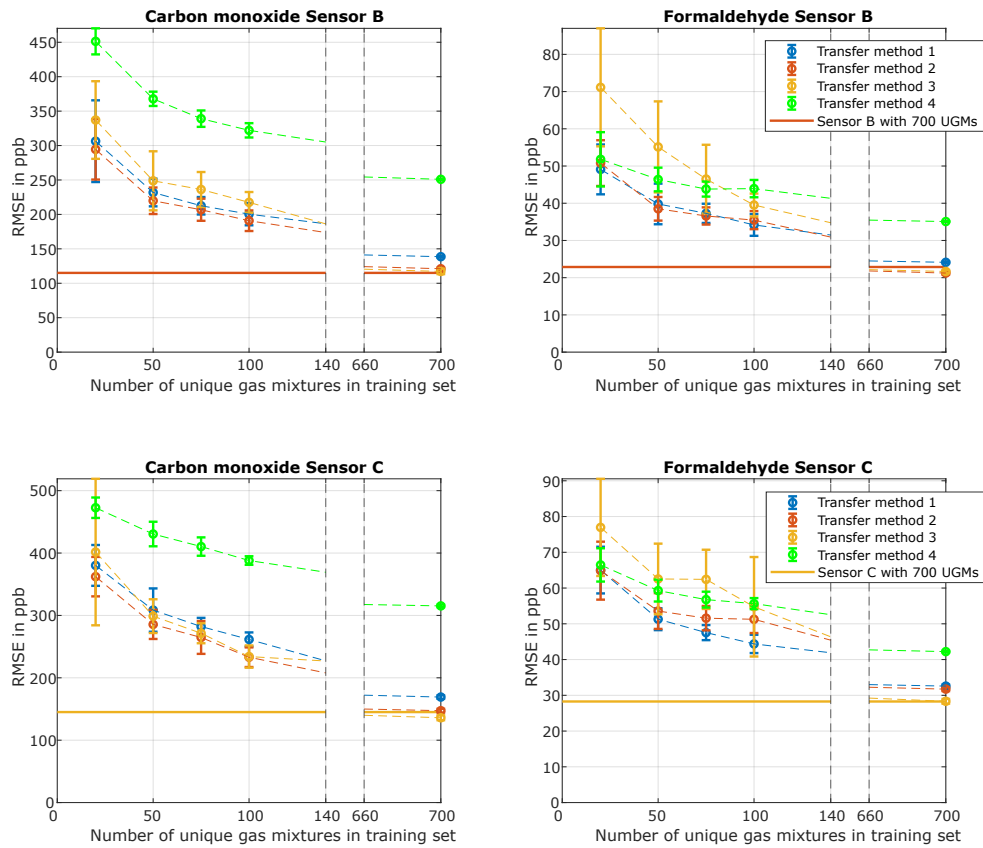 Carbon monoxide Sensor B
RMSE in ppb
450
400
350
300
250
200
150
100
50
0
0 50 100 140 660 700
Number of unique gas mixtures in training set
Formaldehyde Sensor B
RMSE in ppb
80
70
60
50
40
30
20
10
0
0 50 100 140 660 700
Number of unique gas mixtures in training set
Transfer method 1
Transfer method 2
Transfer method 3
Transfer method 4
Sensor B with 700 UGMs
Carbon monoxide Sensor C
RMSE in ppb
500
400
300
200
100
0
0 50 100 140 660 700
Number of unique gas mixtures in training set
Formaldehyde Sensor C
RMSE in ppb
90
80
70
60
50
40
30
20
10
0
0 50 100 140 660 700
Number of unique gas mixtures in training set
Transfer method 1
Transfer method 2
Transfer method 3
Transfer method 4
Sensor C with 700 UGMs